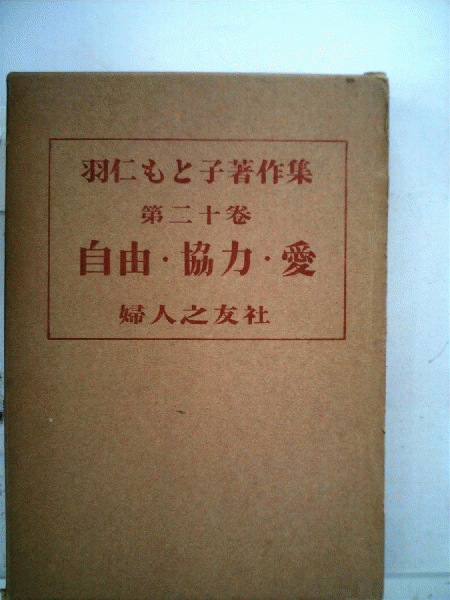 羽仁もと子著作集
第二十巻
自由・協力・愛
婦人之友社